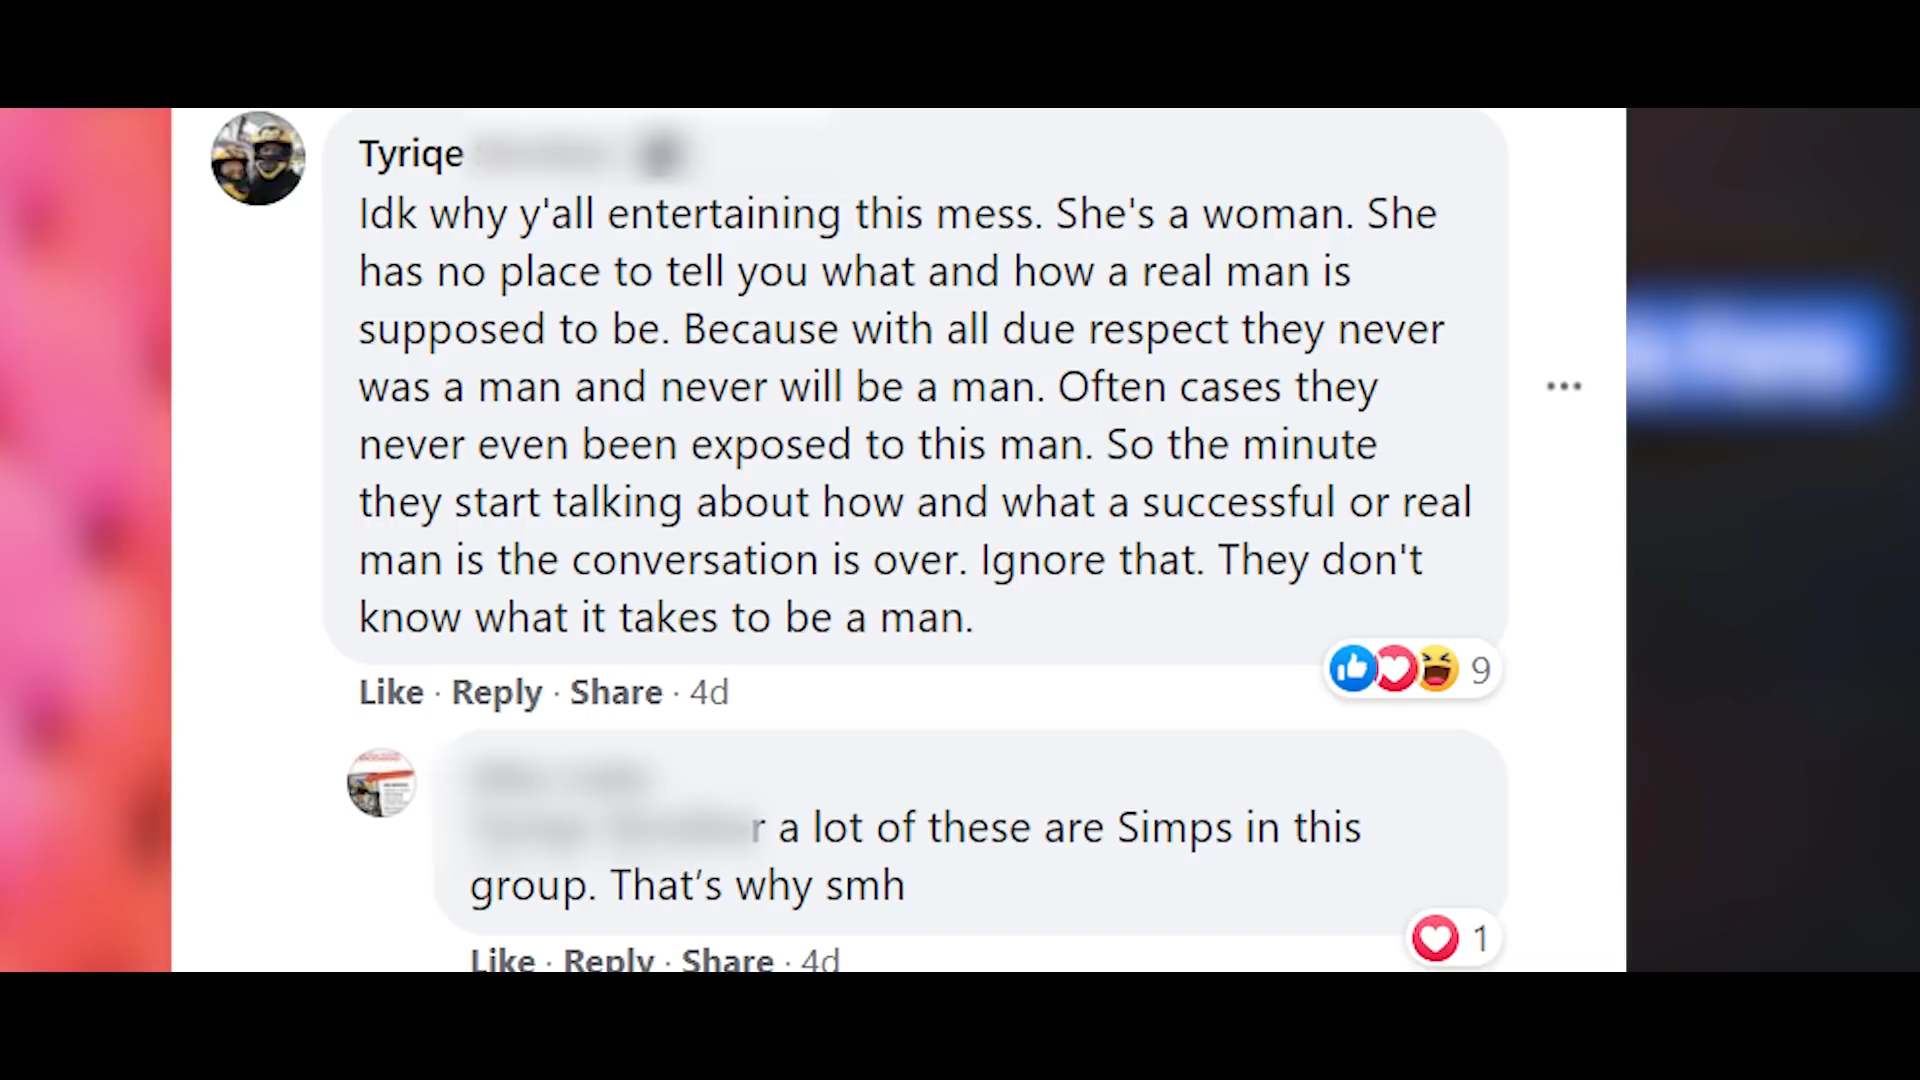 Tyriqe
Idk why y'all entertaining this mess. She's a woman. She
has no place to tell you what and how a real man is
supposed to be. Because with all due respect they never
was a man and never will be a man. Often cases they
never even been exposed to this man. So the minute
they start talking about how and what a successful or real
man is the conversation is over. Ignore that. They don't
know what it takes to be a man.
9
Like · Reply · Share · 4d
r a lot of these are Simps in this
group. That’s why smh
1
Like · Reply · Share · 4d